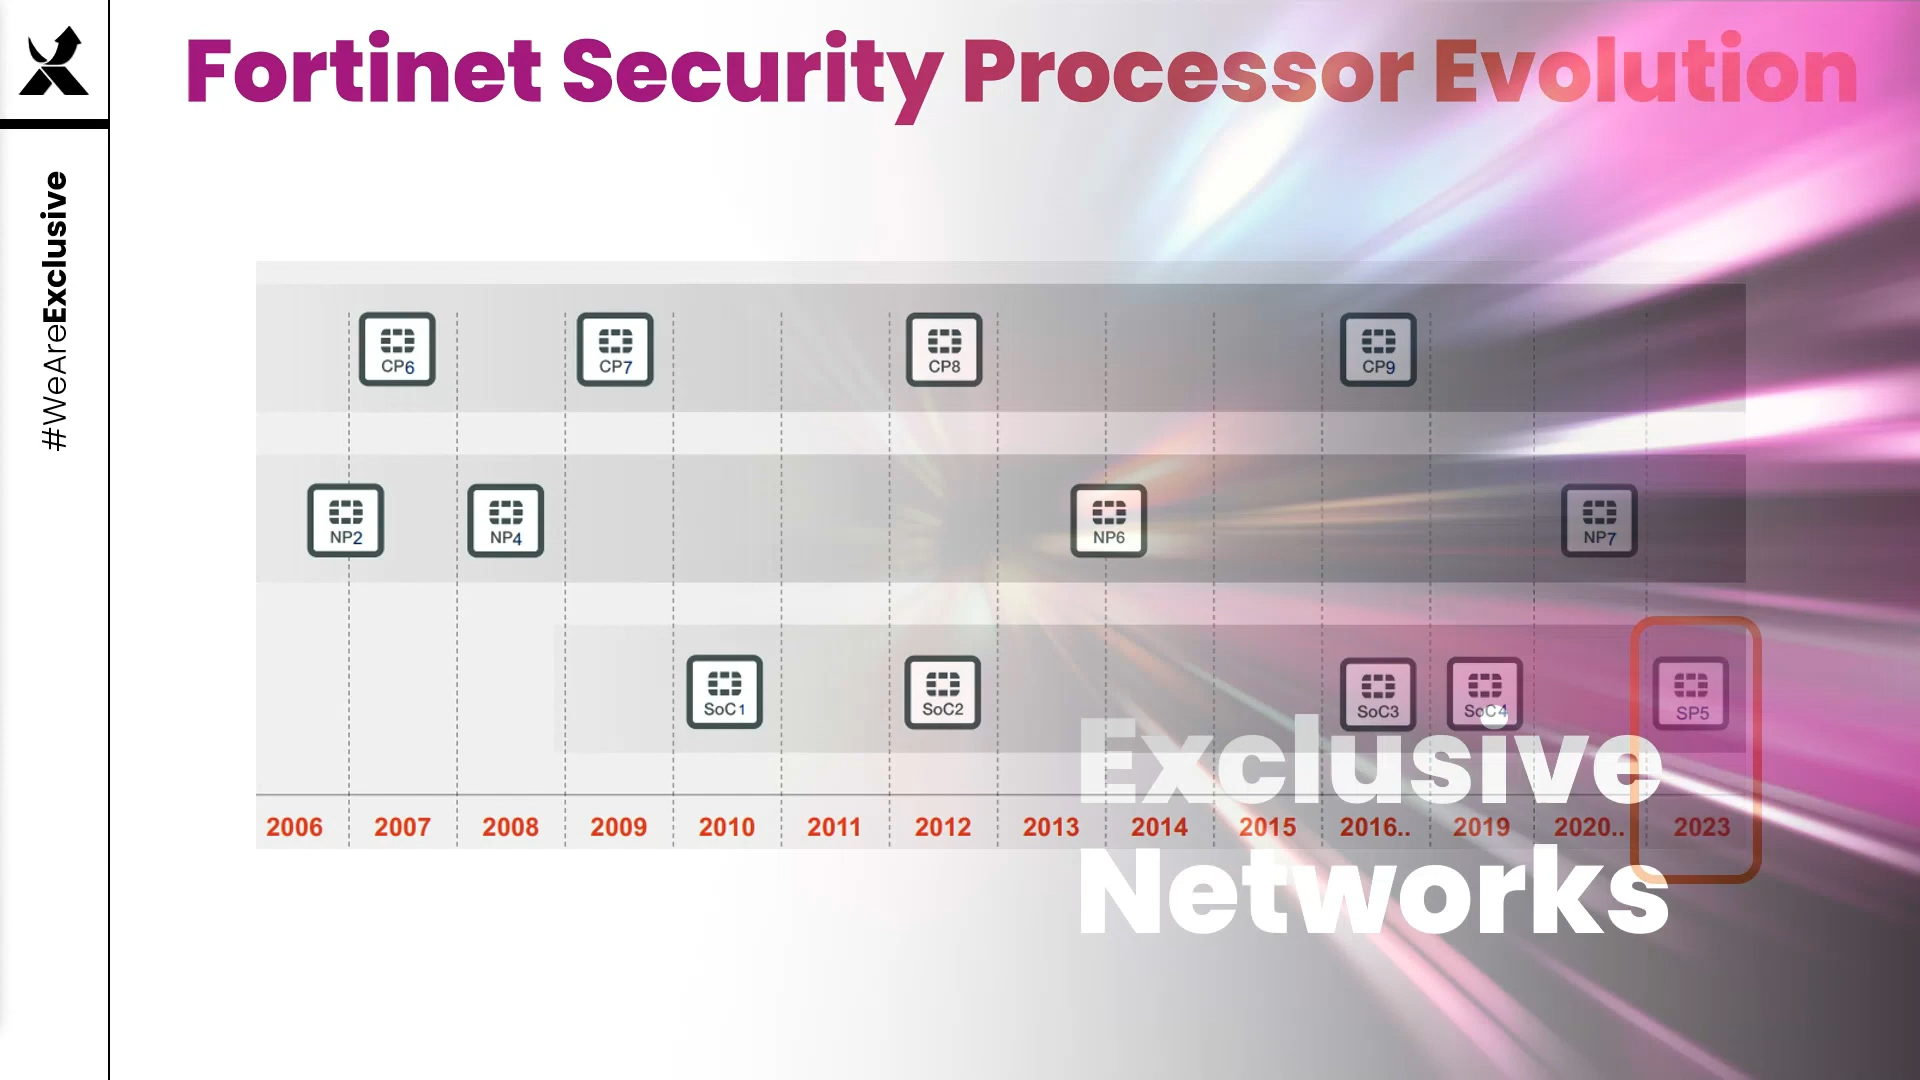 Fortinet Security Processor Evolution
#WeAreExclusive
CP6 CP7 CP8 CP9
NP2 NP4 NP6 NP7
SoC1 SoC2 SoC3 SoC4 SP5
Exclusive
2006 2007 2008 2009 2010 2011 2012 2013 2014 2015 2016.. 2019 2020.. 2023
Networks